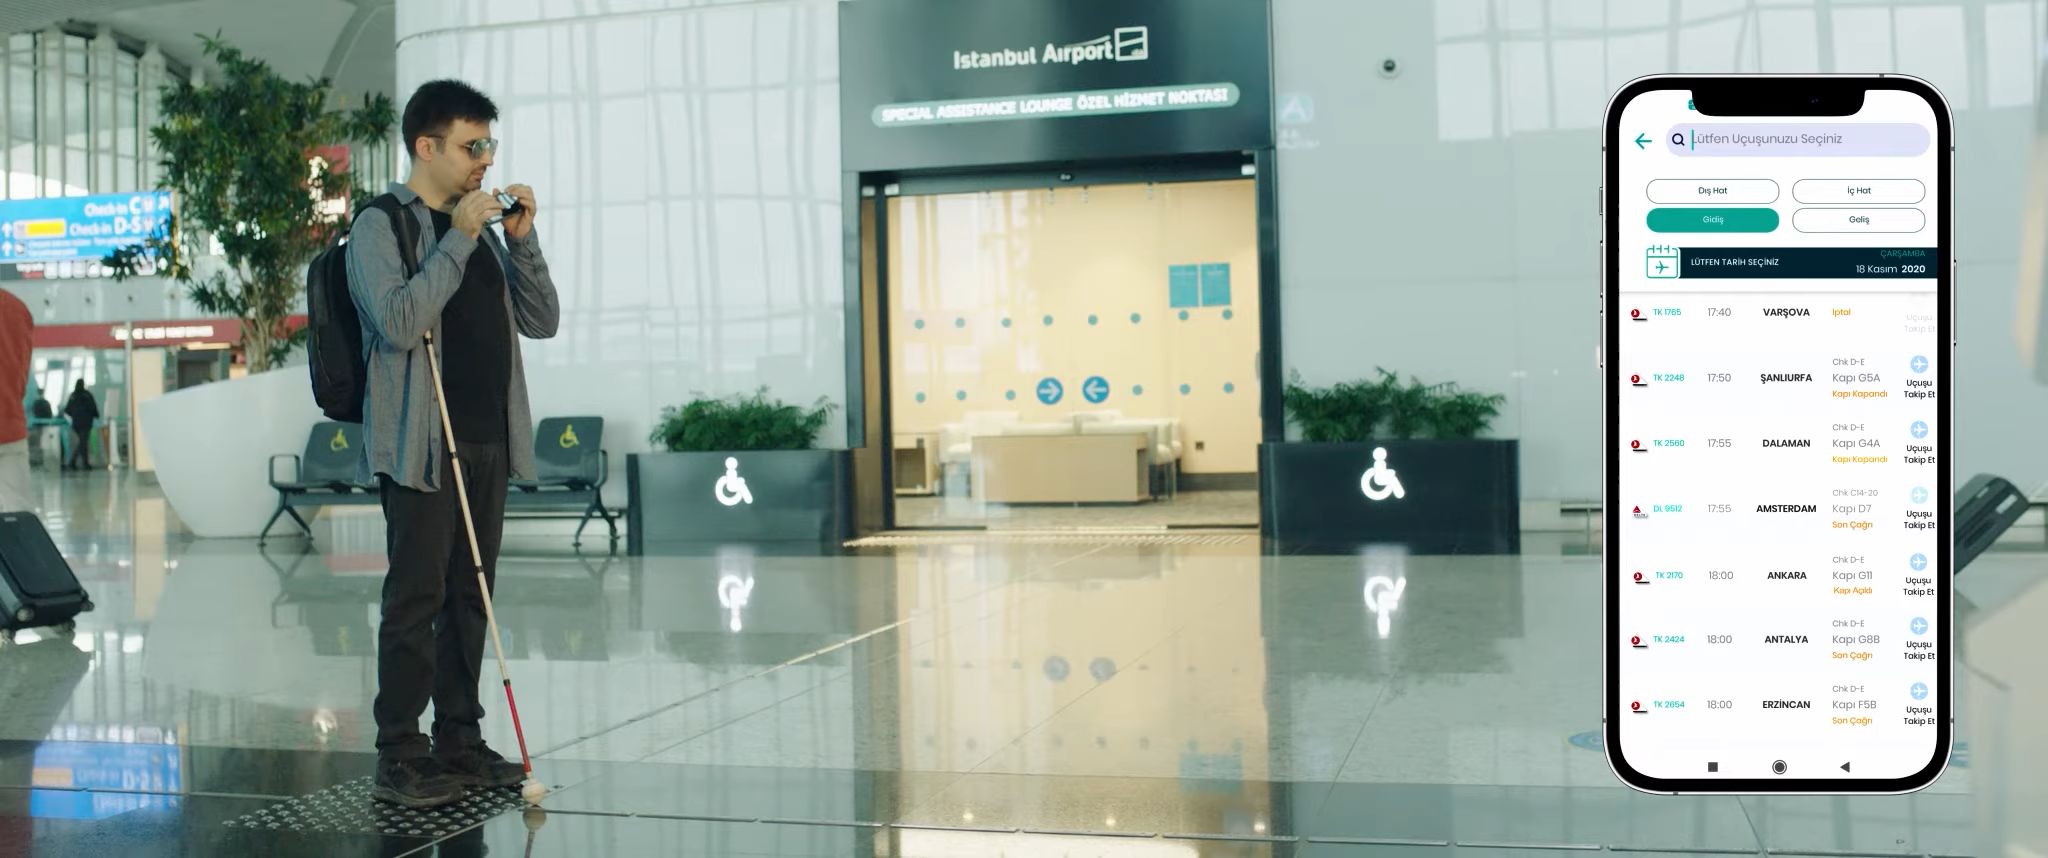 Istanbul Airport
SPECIAL ASSISTANCE LOUNGE ÖZEL HİZMET NOKTASI
Check-in C
Check-in D-S
Lütfen Uçuşunuzu Seçiniz
Dış Hat
İç Hat
Gidiş
Geliş
LÜTFEN TARİH SEÇİNİZ
ÇARŞAMBA
18 Kasım 2020
TK 1765 17:40 VARŞOVA İptal
Uçuşu
Takip Et
Chk D-E
TK 2248 17:50 ŞANLIURFA Kapı G5A
Kapı Kapandı
Uçuşu
Takip Et
Chk D-E
TK 2560 17:55 DALAMAN Kapı G4A
Kapı Kapandı
Uçuşu
Takip Et
Chk C14-20
DL 9512 17:55 AMSTERDAM Kapı D7
Son Çağrı
Uçuşu
Takip Et
Chk D-E
TK 2170 18:00 ANKARA Kapı G11
Kapı Açıldı
Uçuşu
Takip Et
Chk D-E
TK 2424 18:00 ANTALYA Kapı G8B
Son Çağrı
Uçuşu
Takip Et
Chk D-E
TK 2654 18:00 ERZİNCAN Kapı F5B
Son Çağrı
Uçuşu
Takip Et